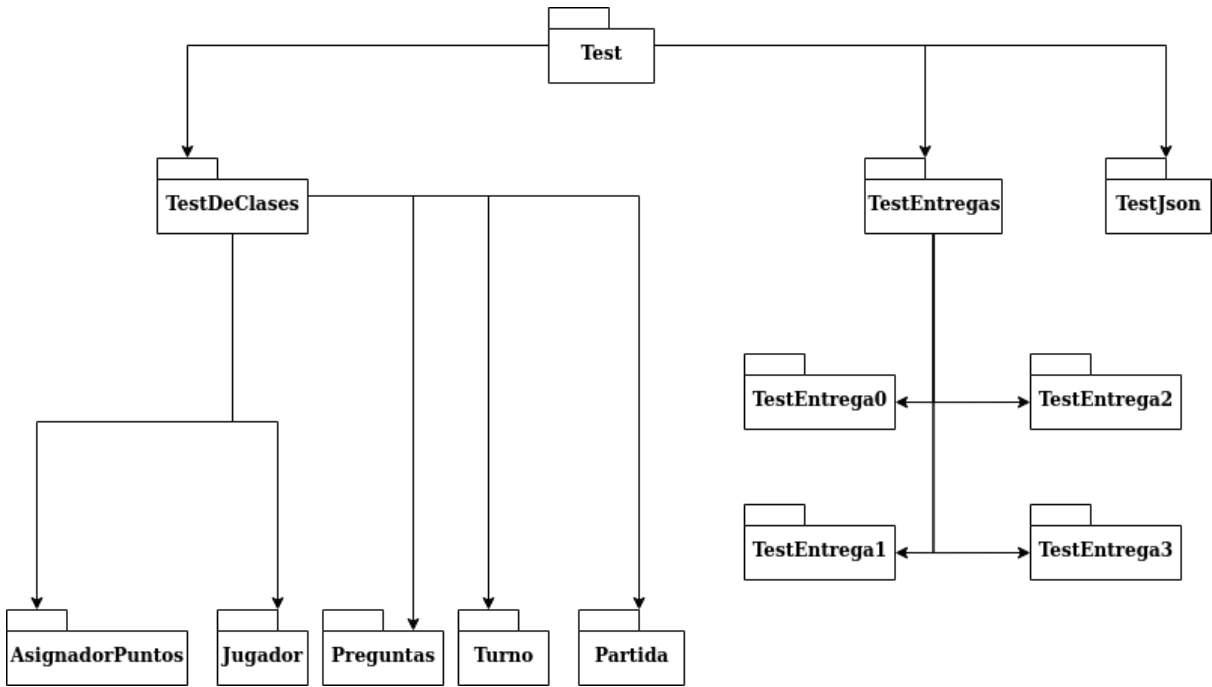 Test
TestDeClases
TestEntregas
TestJson
TestEntrega0
TestEntrega2
TestEntrega1
TestEntrega3
AsignadorPuntos
Jugador
Preguntas
Turno
Partida